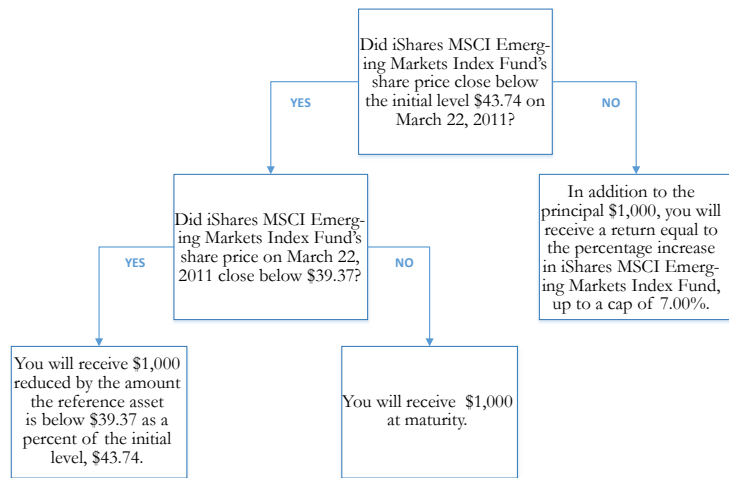 Did iShares MSCI Emerg-
ing Markets Index Fund's
share price close below
the initial level $43.74 on
March 22, 2011?
YES
NO
Did iShares MSCI Emerg-
ing Markets Index Fund's
share price on March 22,
2011 close below $39.37?
In addition to the
principal $1,000, you will
receive a return equal to
the percentage increase
in iShares MSCI Emerg-
ing Markets Index Fund,
up to a cap of 7.00%.
YES
NO
You will receive $1,000
reduced by the amount
the reference asset
is below $39.37 as a
percent of the initial
level, $43.74.
You will receive $1,000
at maturity.